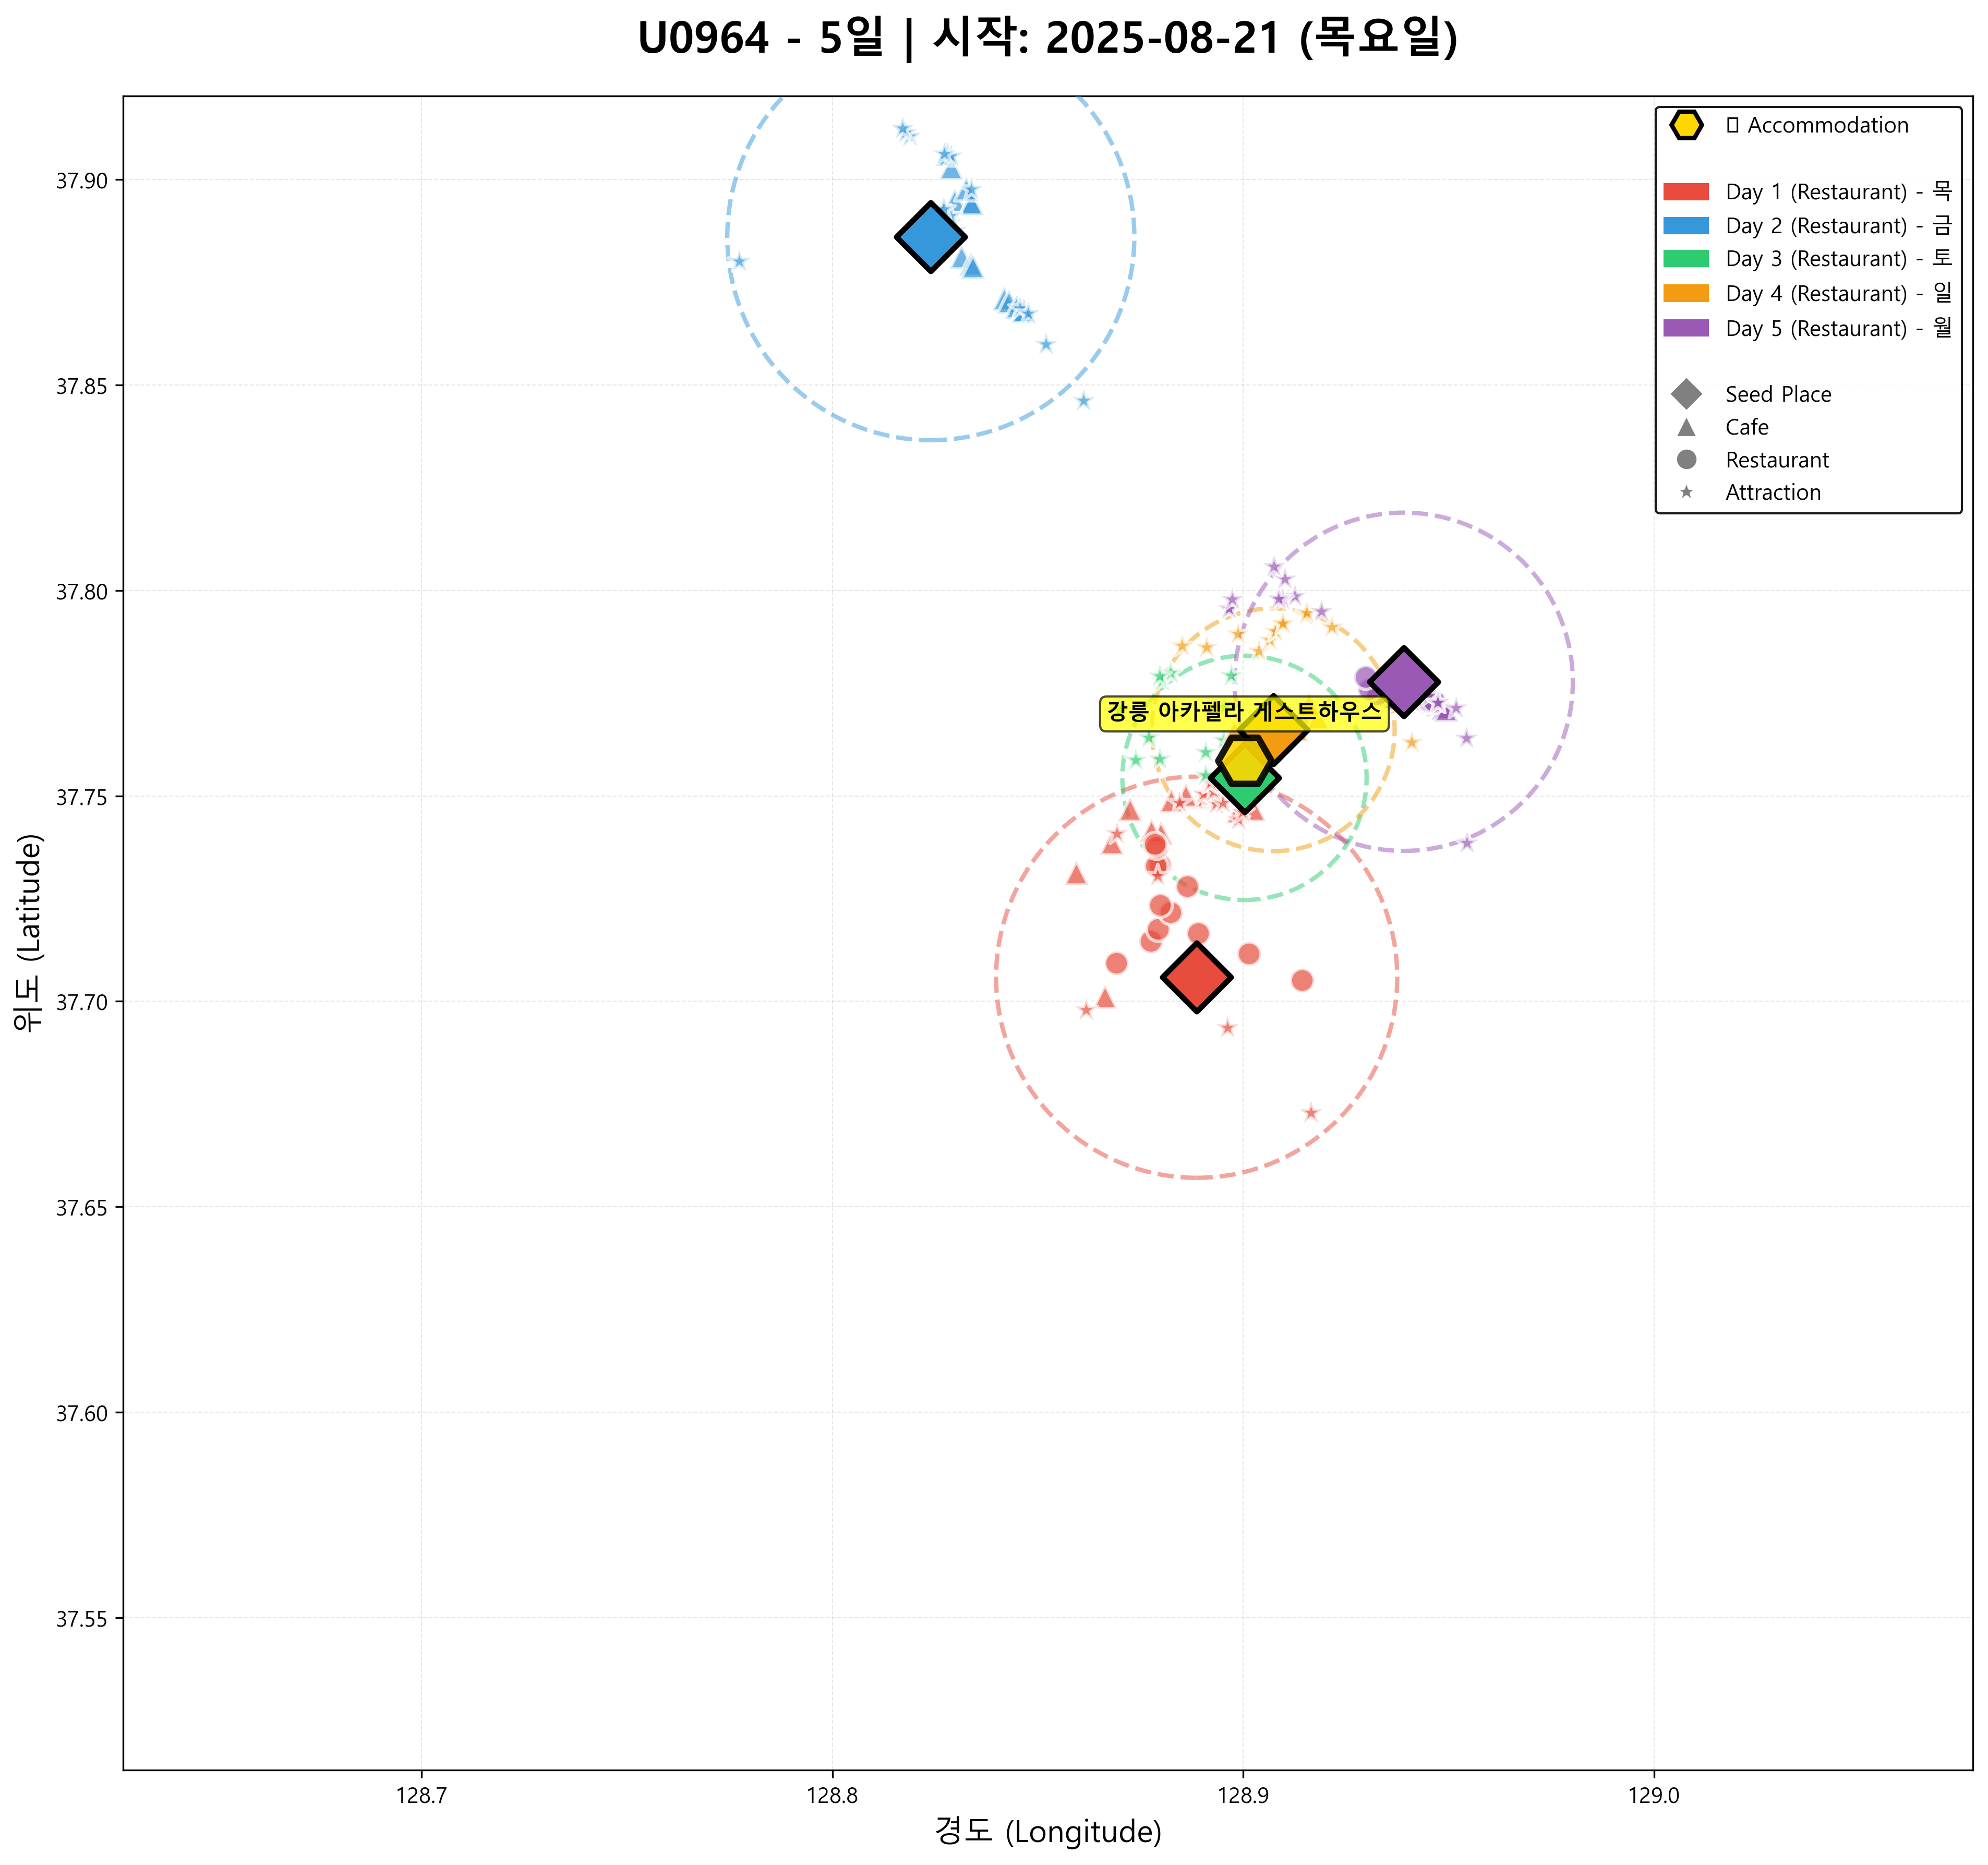 U0964 - 5일 | 시작: 2025-08-21 (목요일)
▯ Accommodation
Day 1 (Restaurant) - 목
Day 2 (Restaurant) - 금
Day 3 (Restaurant) - 토
Day 4 (Restaurant) - 일
Day 5 (Restaurant) - 월
Seed Place
Cafe
Restaurant
Attraction
강릉 아카펠라 게스트하우스
위도 (Latitude)
37.90
37.85
37.80
37.75
37.70
37.65
37.60
37.55
128.7
128.8
128.9
129.0
경도 (Longitude)